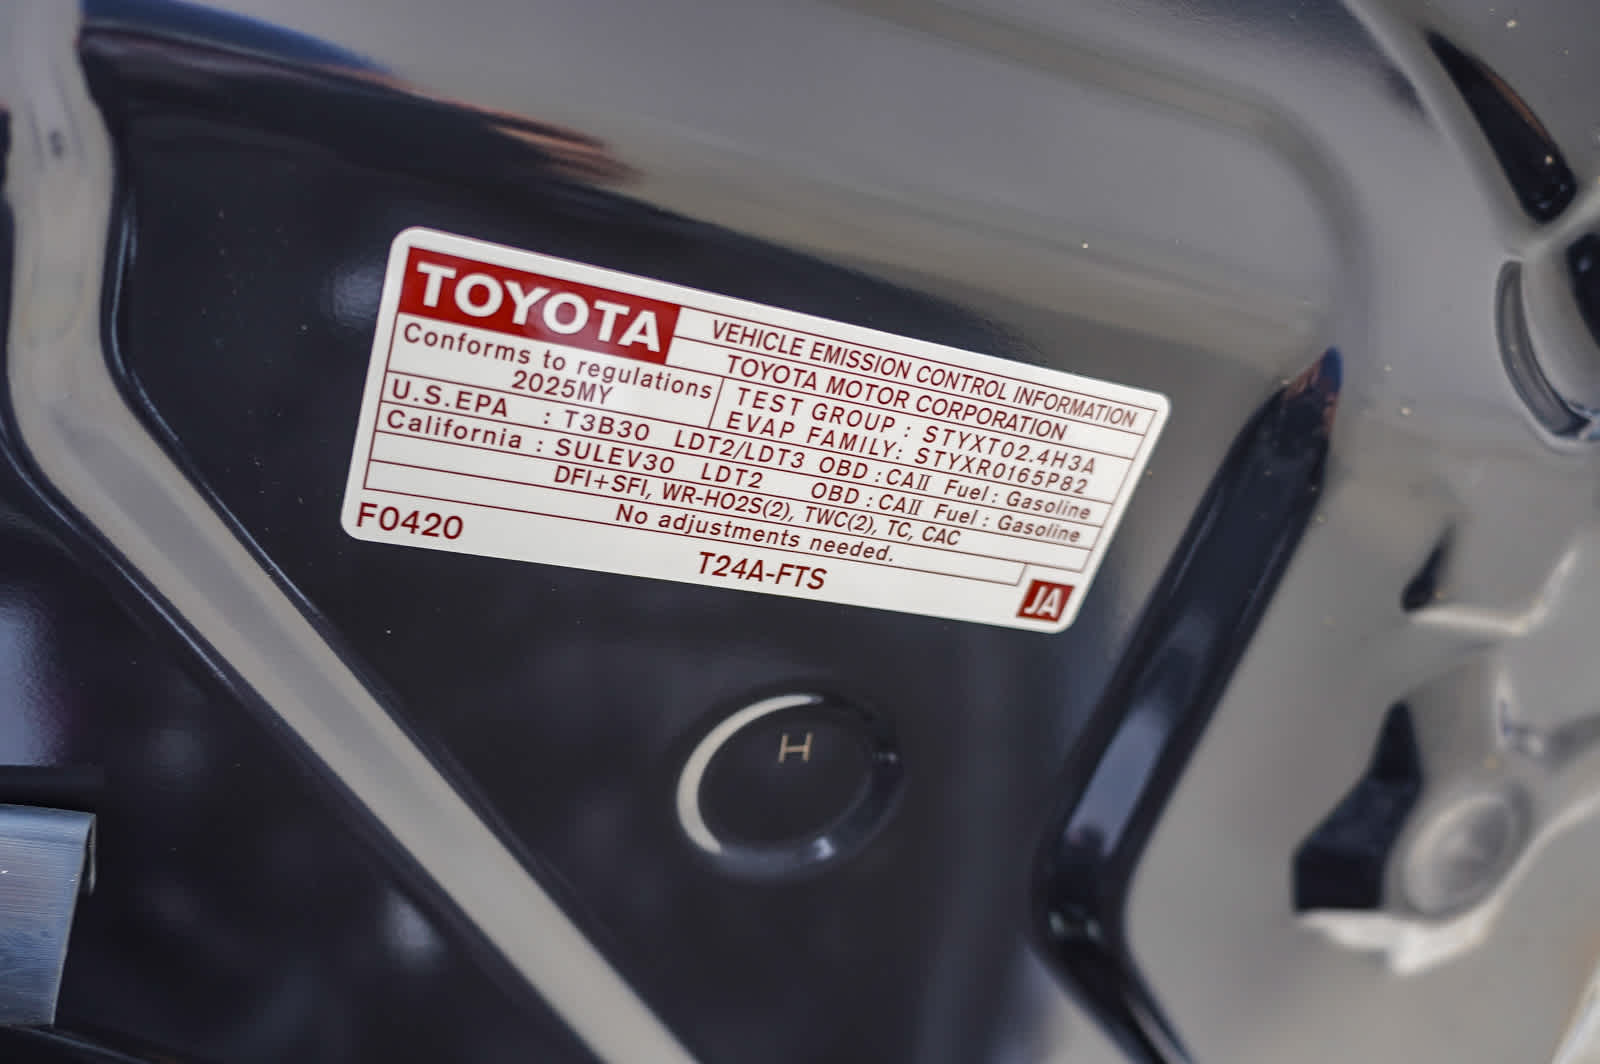 TOYOTA
VEHICLE EMISSION CONTROL INFORMATION
TOYOTA MOTOR CORPORATION
Conforms to regulations
2025MY
TEST GROUP : STYXT02.4H3A
EVAP FAMILY: STYXR0165P82
U.S.EPA : T3B30 LDT2/LDT3 OBD : CAII Fuel : Gasoline
California : SULEV30 LDT2 OBD : CAII Fuel : Gasoline
DFI+SFI, WR-HO2S(2), TWC(2), TC, CAC
No adjustments needed.
F0420
T24A-FTS
JA
H